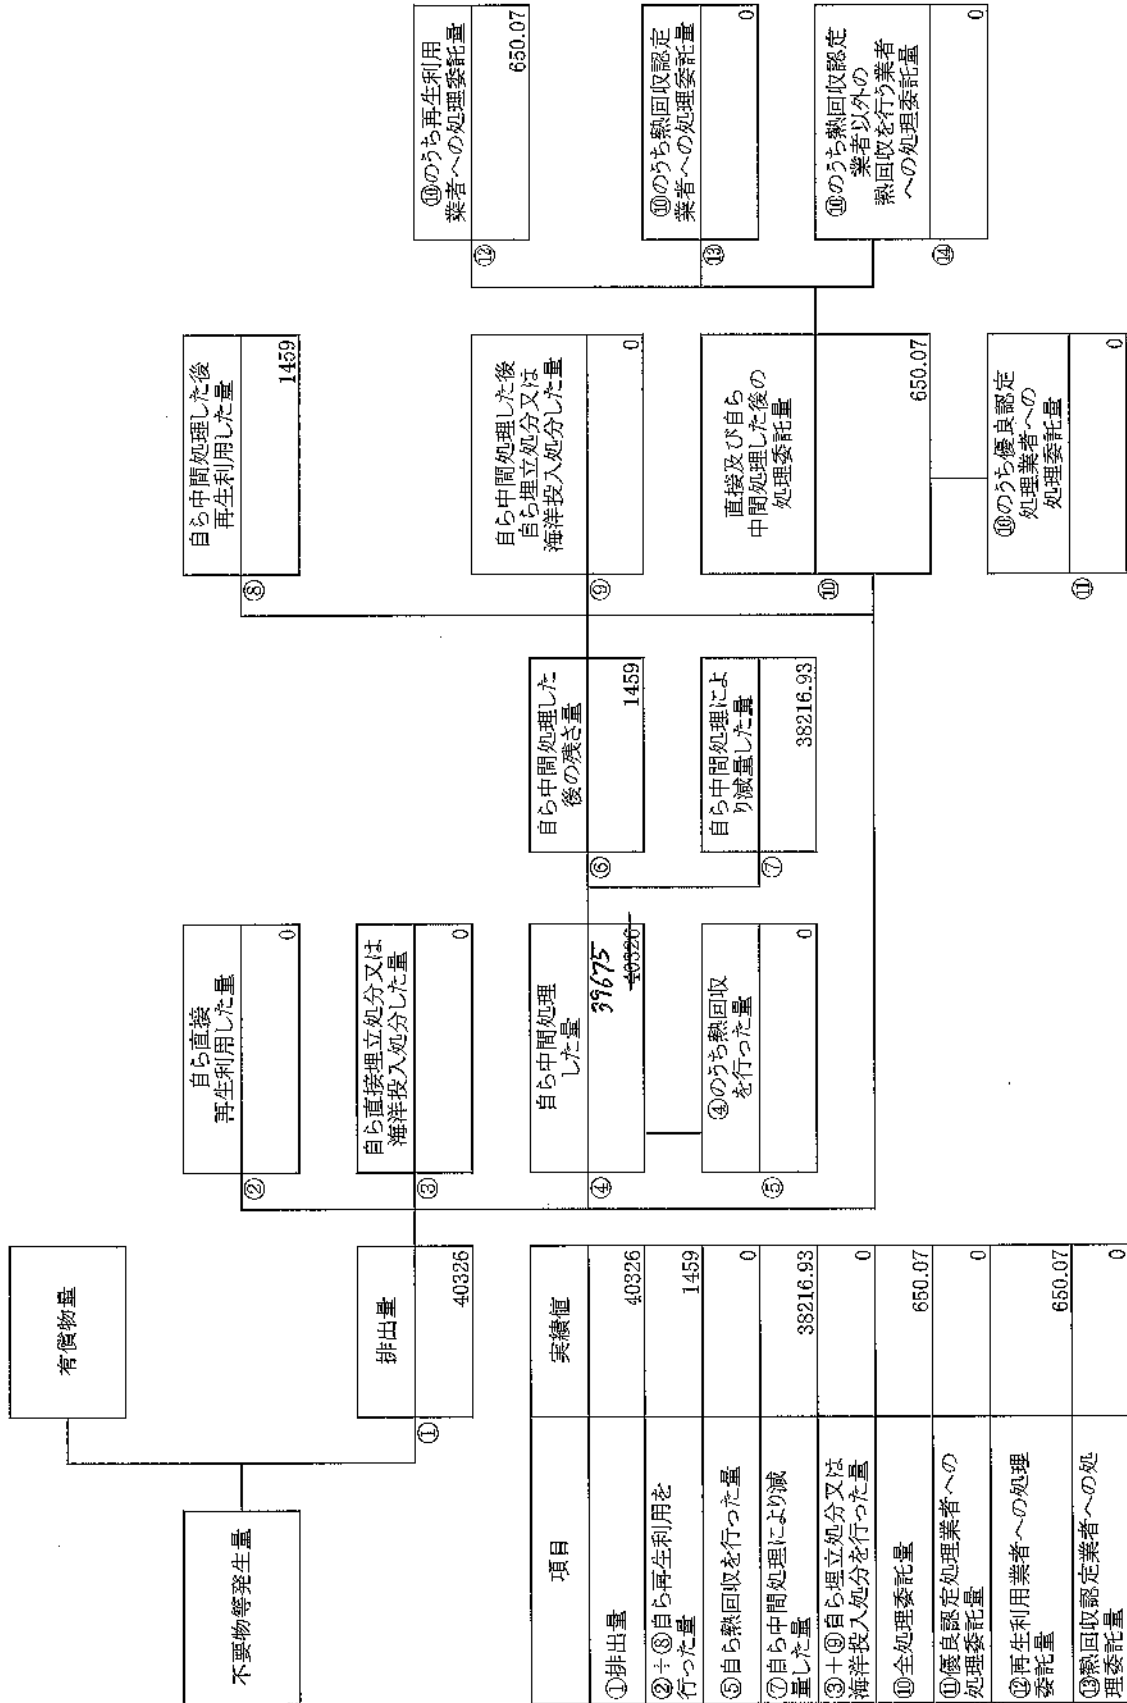 不要物等発生量
有償物量
排出量
①
40326
②
自ら直接
再生利用した量
0
③
自ら直接埋立処分又は
海洋投入処分した量
0
④
自ら中間処理
した量
39675
40326
⑤
④のうち熱回収
を行った量
0
⑥
自ら中間処理した
後の残さ量
1459
⑦
自ら中間処理によ
り減量した量
38216.93
⑧
自ら中間処理した後
再生利用した量
1459
⑨
自ら中間処理した後
自ら埋立処分又は
海洋投入処分した量
0
⑩
直接及び自ら
中間処理した後の
処理委託量
650.07
⑪
⑩のうち優良認定
処理業者への
処理委託量
0
⑫
⑩のうち再生利用
業者への処理委託量
650.07
⑬
⑩のうち熱回収認定
業者への処理委託量
0
⑭
⑩のうち熱回収認定
業者以外の
熱回収を行う業者
への処理委託量
0
項目
実績値
①排出量
40326
②+⑧自ら再生利用を
行った量
1459
⑤自ら熱回収を行った量
0
⑦自ら中間処理により減
量した量
38216.93
③+⑨自ら埋立処分又は
海洋投入処分を行った量
0
⑩全処理委託量
650.07
⑪優良認定処理業者への
処理委託量
0
⑫再生利用業者への処理
委託量
650.07
⑬熱回収認定業者への処
理委託量
0